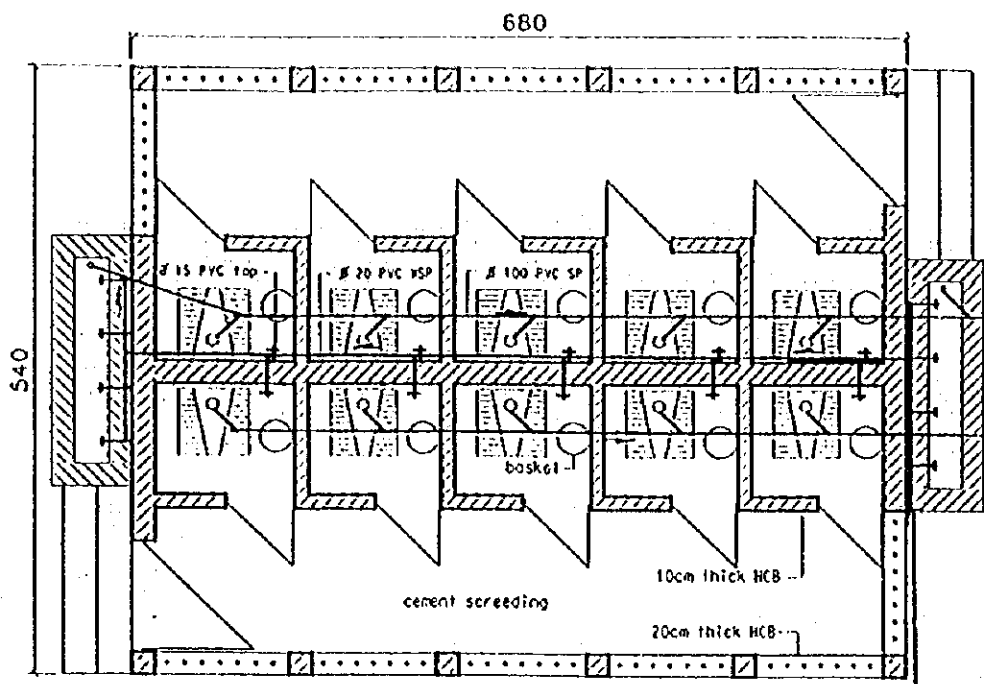 680
540
ø 15 PVC Tap
ø 20 PVC WSP
ø 100 PVC SP
basket
10cm thick HCB
cement screeding
20cm thick HCB